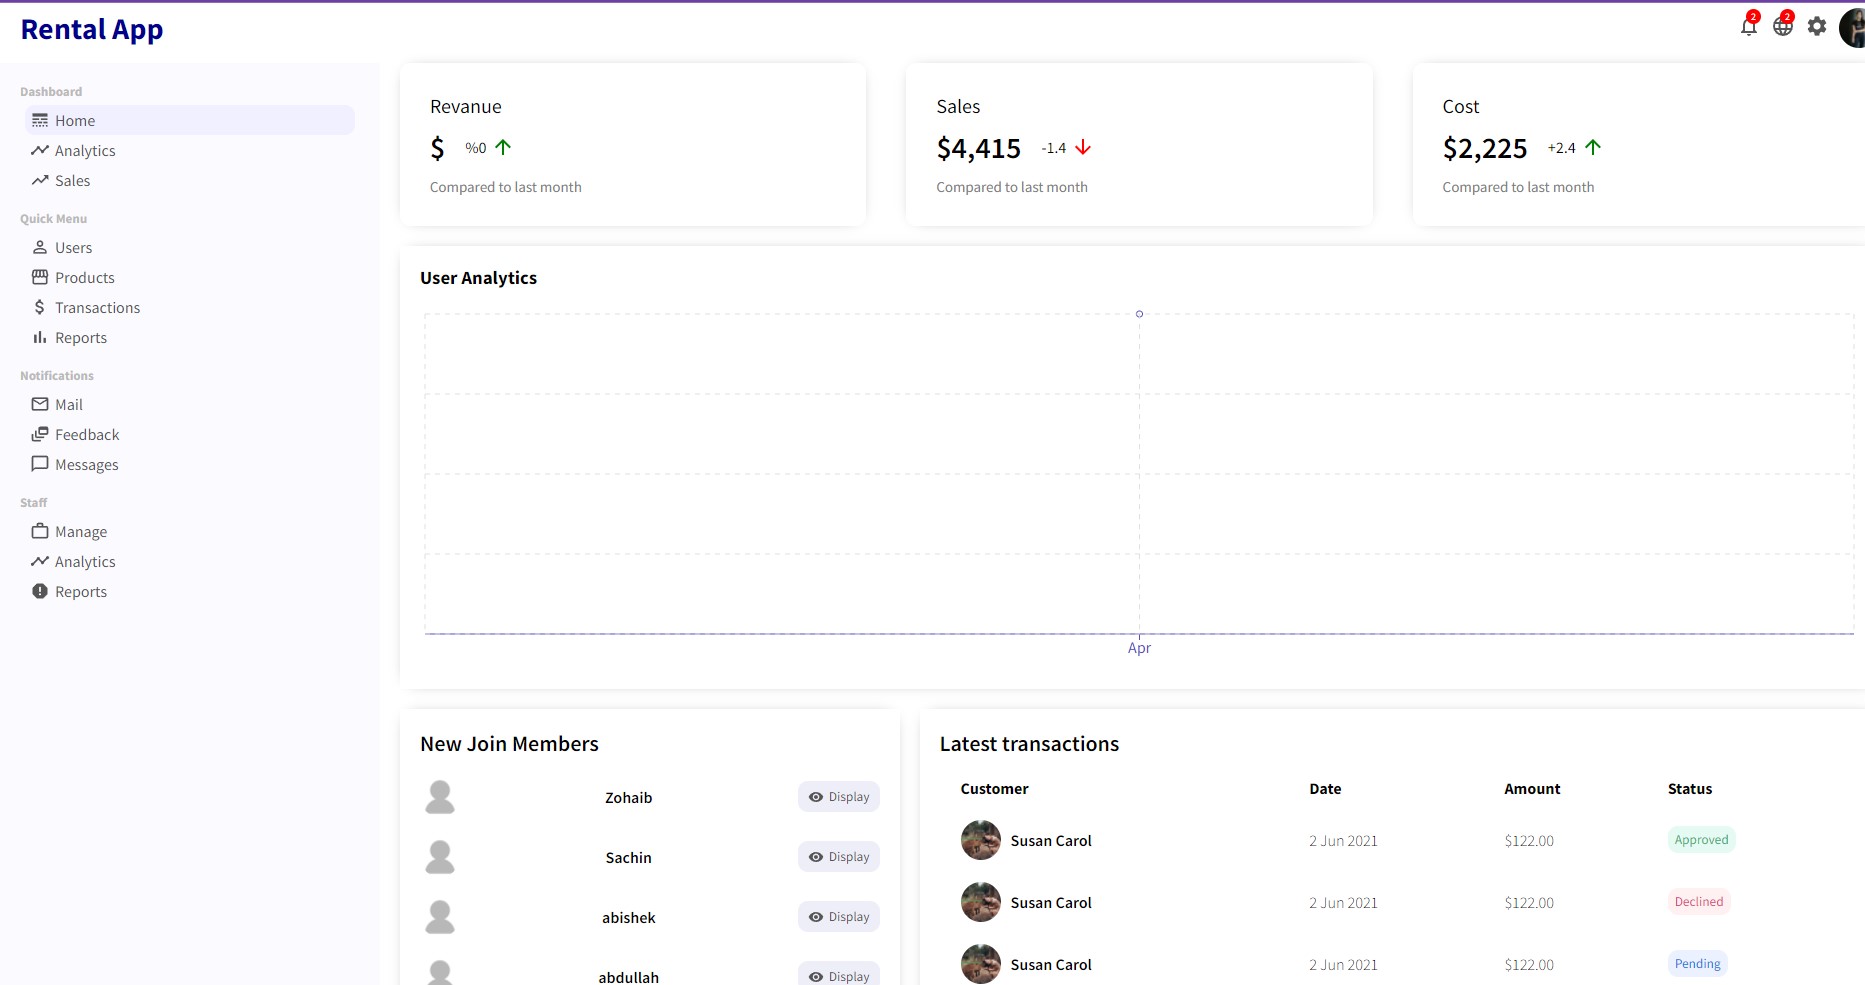 Rental App
2
2
Dashboard
Home
Analytics
Sales
Quick Menu
Users
Products
Transactions
Reports
Notifications
Mail
Feedback
Messages
Staff
Manage
Analytics
Reports
Revanue
$ %0
Compared to last month
Sales
$4,415 -1.4
Compared to last month
Cost
$2,225 +2.4
Compared to last month
User Analytics
Apr
New Join Members
Zohaib Display
Sachin Display
abishek Display
abdullah Display
Latest transactions
Customer Date Amount Status
Susan Carol 2 Jun 2021 $122.00 Approved
Susan Carol 2 Jun 2021 $122.00 Declined
Susan Carol 2 Jun 2021 $122.00 Pending